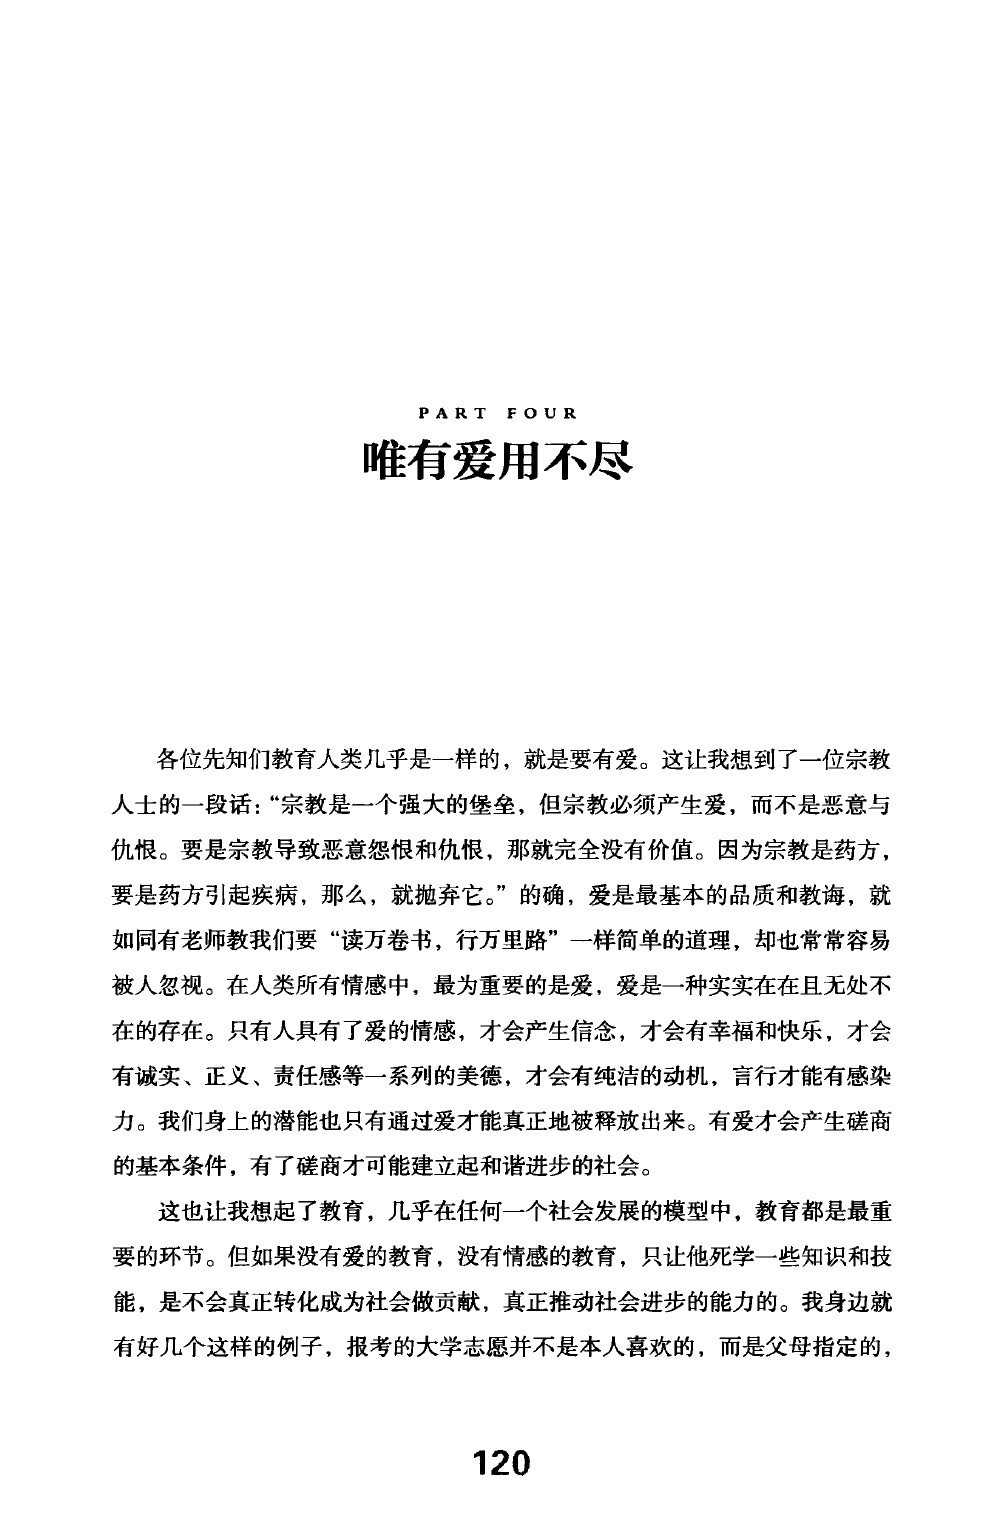 PART FOUR
唯有爱用不尽
各位先知们教育人类几乎是一样的，就是要有爱。这让我想到了一位宗教
人士的一段话：“宗教是一个强大的堡垒，但宗教必须产生爱，而不是恶意与
仇恨。要是宗教导致恶意怨恨和仇恨，那就完全没有价值。因为宗教是药方，
要是药方引起疾病，那么，就抛弃它。”的确，爱是最基本的品质和教诲，就
如同有老师教我们要“读万卷书，行万里路”一样简单的道理，却也常常容易
被人忽视。在人类所有情感中，最为重要的是爱，爱是一种实实在在且无处不
在的存在。只有人具有了爱的情感，才会产生信念，才会有幸福和快乐，才会
有诚实、正义、责任感等一系列的美德，才会有纯洁的动机，言行才能有感染
力。我们身上的潜能也只有通过爱才能真正地被释放出来。有爱才会产生磋商
的基本条件，有了磋商才可能建立起和谐进步的社会。
这也让我想起了教育，几乎在任何一个社会发展的模型中，教育都是最重
要的环节。但如果没有爱的教育，没有情感的教育，只让他死学一些知识和技
能，是不会真正转化成为社会做贡献，真正推动社会进步的能力的。我身边就
有好几个这样的例子，报考的大学志愿并不是本人喜欢的，而是父母指定的，
120